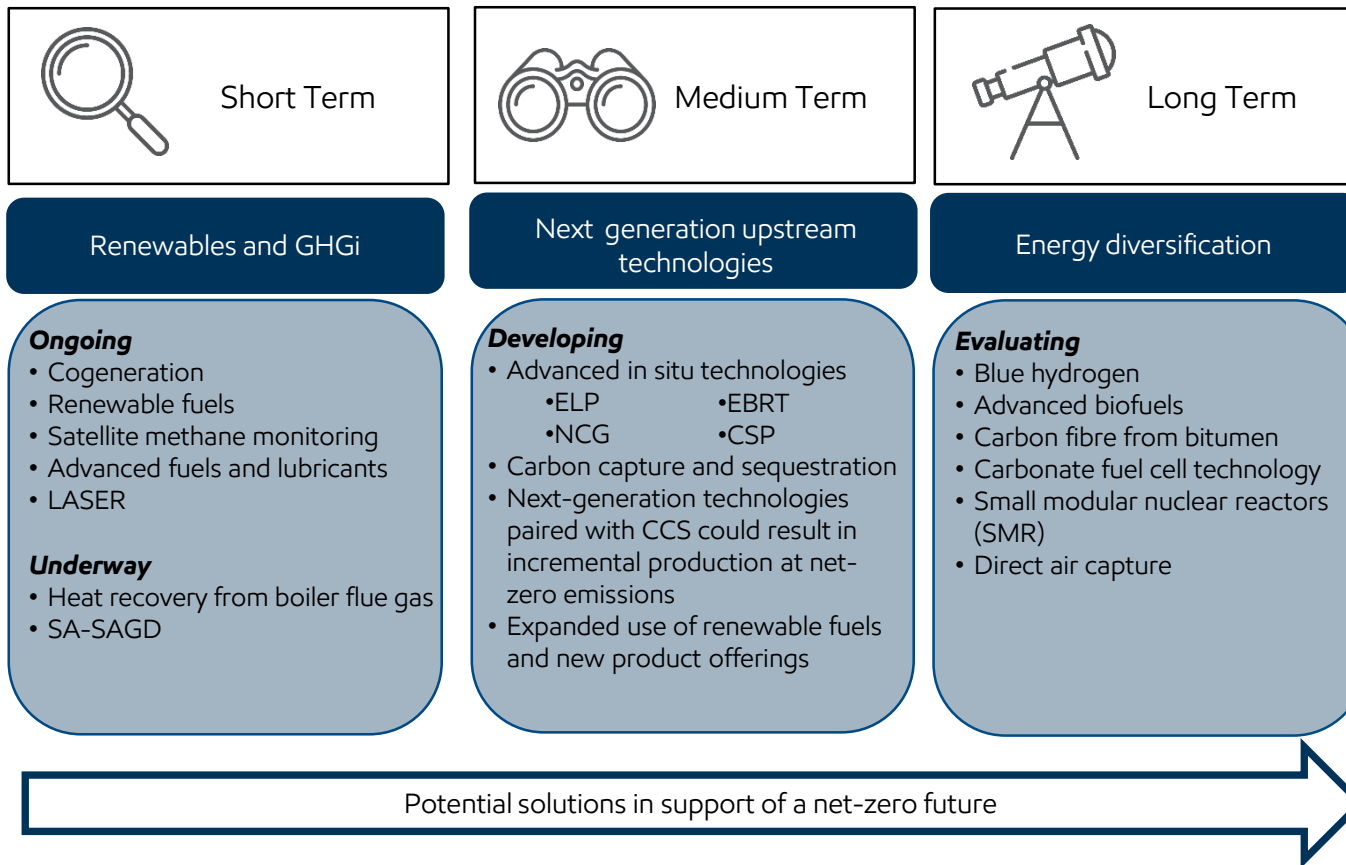 Short Term
Medium Term
Long Term
Renewables and GHGi
Next generation upstream
technologies
Energy diversification
Ongoing
• Cogeneration
• Renewable fuels
• Satellite methane monitoring
• Advanced fuels and lubricants
• LASER
Underway
• Heat recovery from boiler flue gas
• SA-SAGD
Developing
• Advanced in situ technologies
•ELP •EBRT
•NCG •CSP
• Carbon capture and sequestration
• Next-generation technologies
paired with CCS could result in
incremental production at net-
zero emissions
• Expanded use of renewable fuels
and new product offerings
Evaluating
• Blue hydrogen
• Advanced biofuels
• Carbon fibre from bitumen
• Carbonate fuel cell technology
• Small modular nuclear reactors
(SMR)
• Direct air capture
Potential solutions in support of a net-zero future